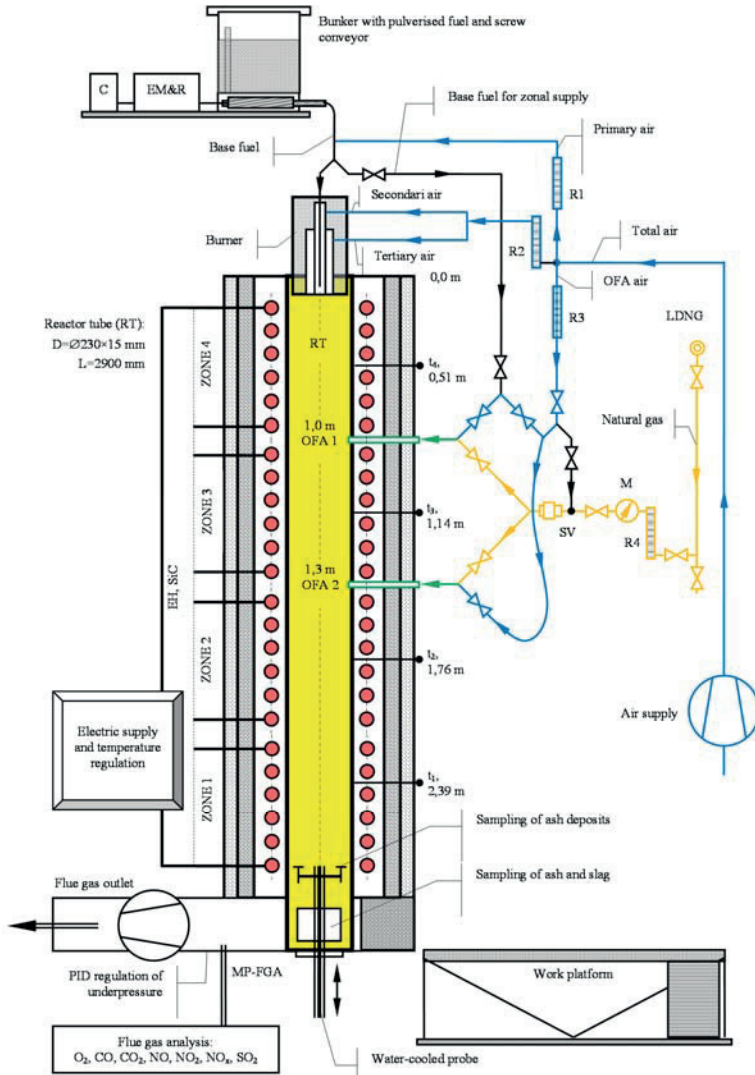 Bunker with pulverised fuel and screw
conveyor
C
EM&R
Base fuel for zonal supply
Base fuel
Primary air
Secondari air
R1
Burner
R2
Total air
Tertiary air
0,0 m
OFA air
R3
LDNG
Reactor tube (RT):
D=Ø230×15 mm
L=2900 mm
RT
ZONE 4
t₄,
0,51 m
1,0 m
OFA 1
Natural gas
ZONE 3
t₃,
1,14 m
M
SV
R4
1,3 m
OFA 2
EH, SiC
ZONE 2
t₂,
1,76 m
Air supply
Electric supply
and temperature
regulation
ZONE 1
t₁,
2,39 m
Sampling of ash deposits
Flue gas outlet
Sampling of ash and slag
PID regulation of
underpressure
MP-FGA
Work platform
Flue gas analysis:
O₂, CO, CO₂, NO, NO₂, NOₓ, SO₂
Water-cooled probe